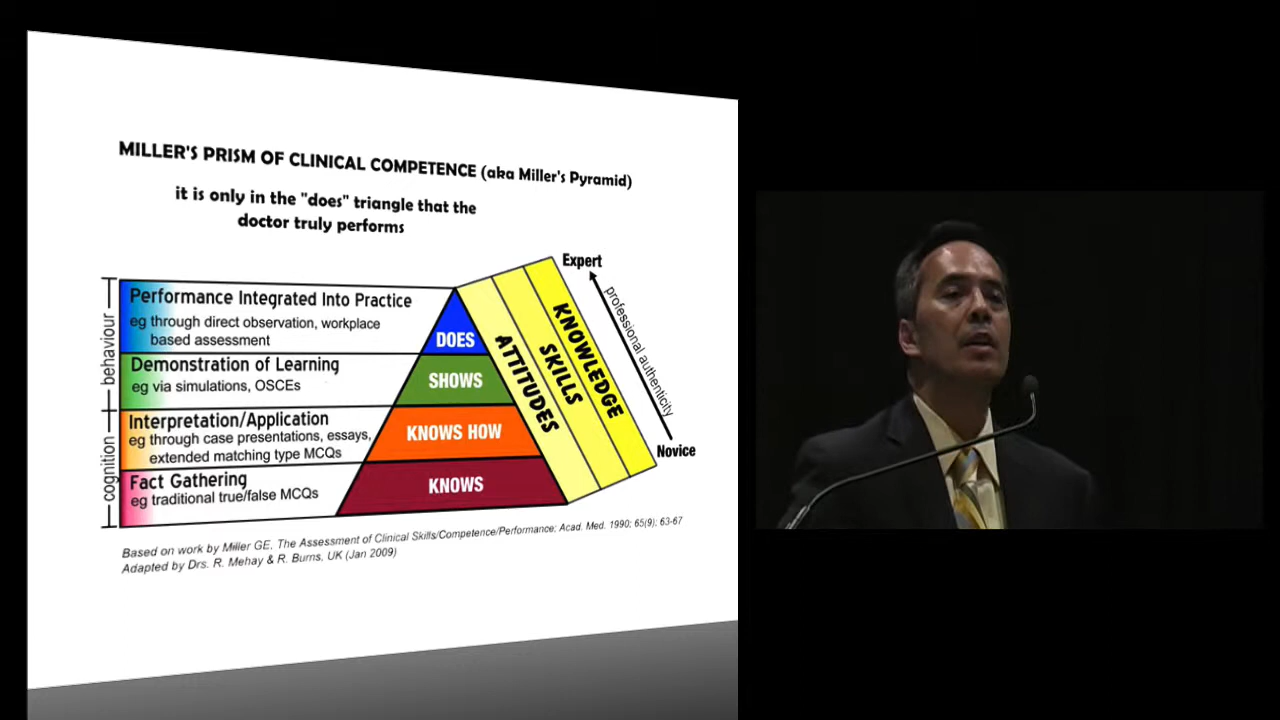 MILLER'S PRISM OF CLINICAL COMPETENCE (aka Miller's Pyramid)
it is only in the "does" triangle that the
doctor truly performs
Expert
professional authenticity
Novice
behaviour
cognition
Performance Integrated Into Practice
eg through direct observation, workplace
based assessment
Demonstration of Learning
eg via simulations, OSCEs
Interpretation/Application
eg through case presentations, essays,
extended matching type MCQs
Fact Gathering
eg traditional true/false MCQs
DOES
SHOWS
KNOWS HOW
KNOWS
ATTITUDES
SKILLS
KNOWLEDGE
Based on work by Miller GE, The Assessment of Clinical Skills/Competence/Performance; Acad. Med. 1990; 65(9); 63-67
Adapted by Drs. R. Mehay & R. Burns, UK (Jan 2009)